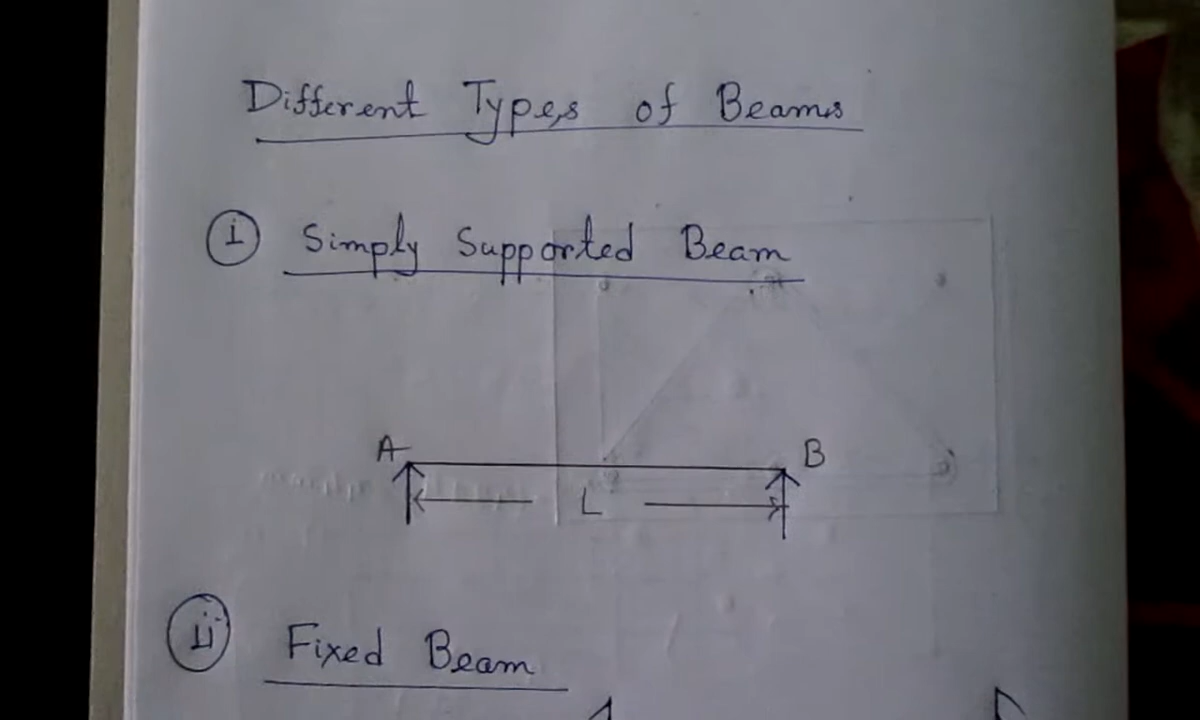 Different Types of Beams
i Simply Supported Beam
A B
L
ii Fixed Beam